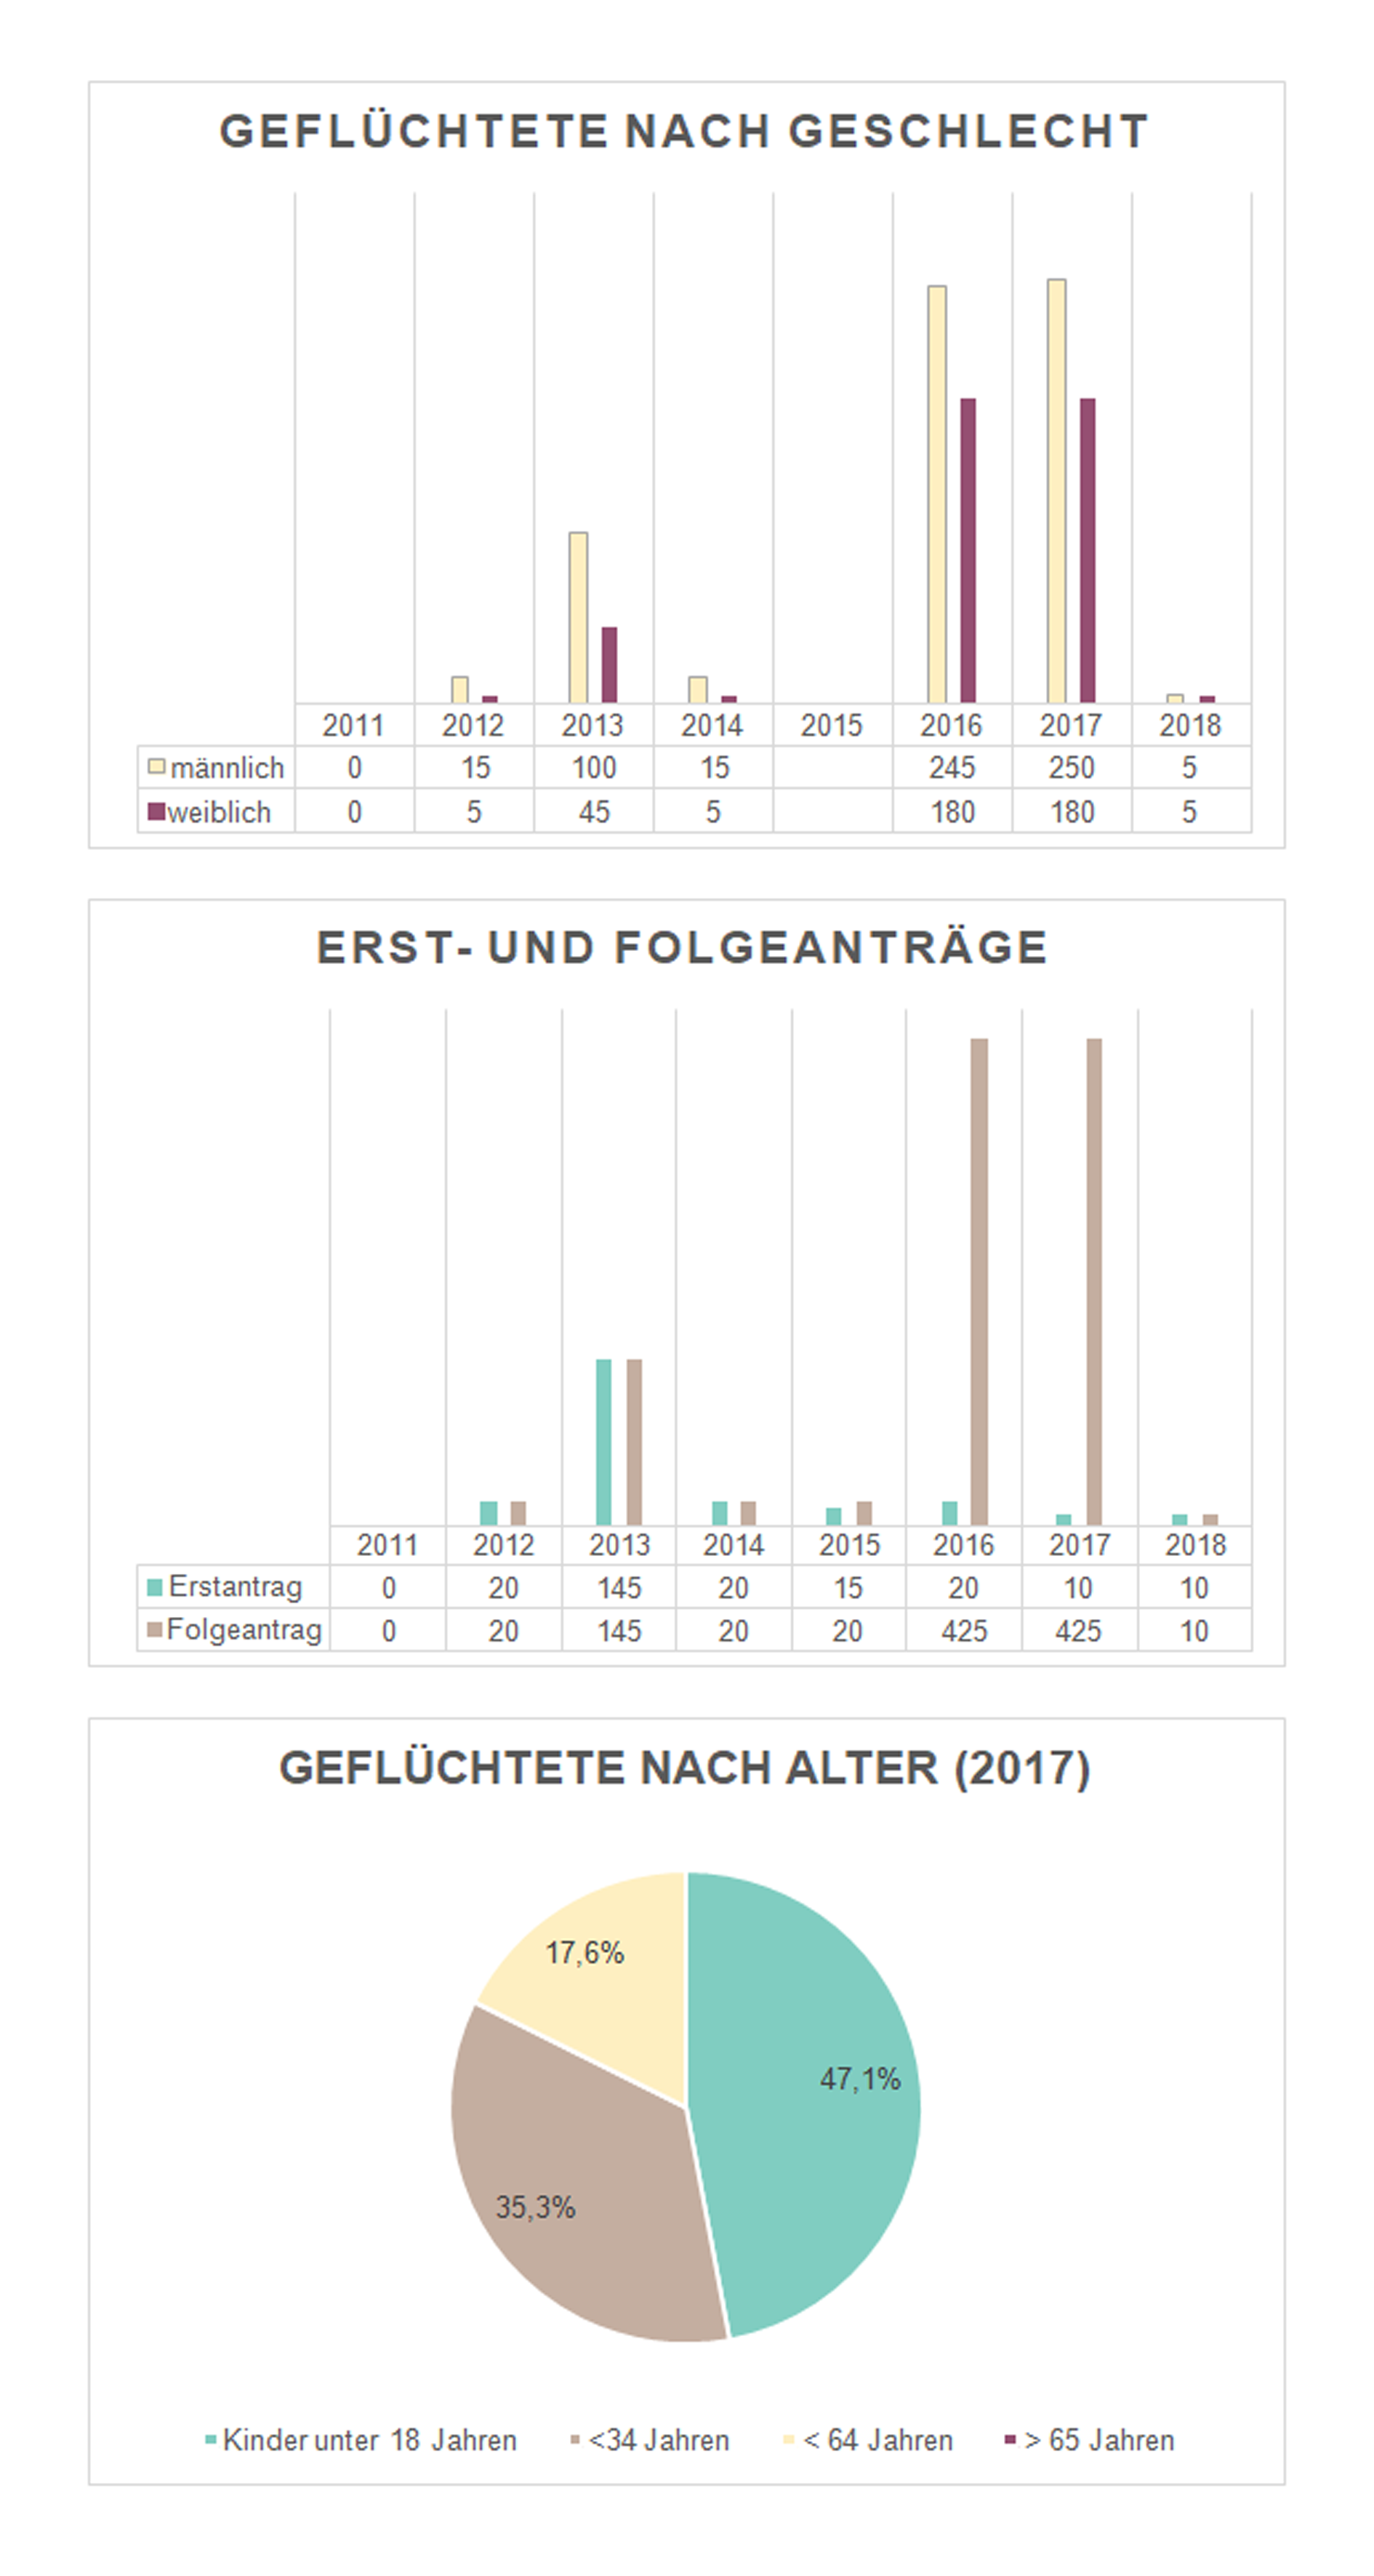 GEFLÜCHTETE NACH GESCHLECHT
2011 2012 2013 2014 2015 2016 2017 2018
männlich 0 15 100 15 245 250 5
weiblich 0 5 45 5 180 180 5
ERST- UND FOLGEANTRÄGE
2011 2012 2013 2014 2015 2016 2017 2018
Erstantrag 0 20 145 20 15 20 10 10
Folgeantrag 0 20 145 20 20 425 425 10
GEFLÜCHTETE NACH ALTER (2017)
17,6%
47,1%
35,3%
Kinder unter 18 Jahren <34 Jahren < 64 Jahren > 65 Jahren